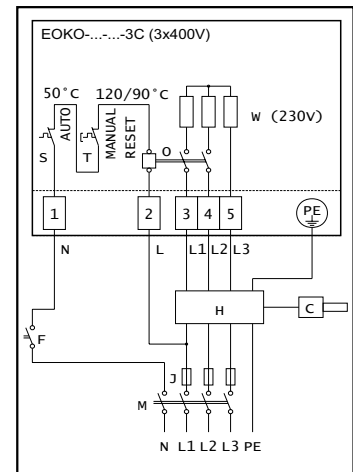 EOKO-...-...-3C (3x400V)
50°C 120/90°C
AUTO
MANUAL
RESET
S T O W (230V)
1 2 3 4 5 PE
N L L1 L2 L3
H C
F
J
M
N L1 L2 L3 PE